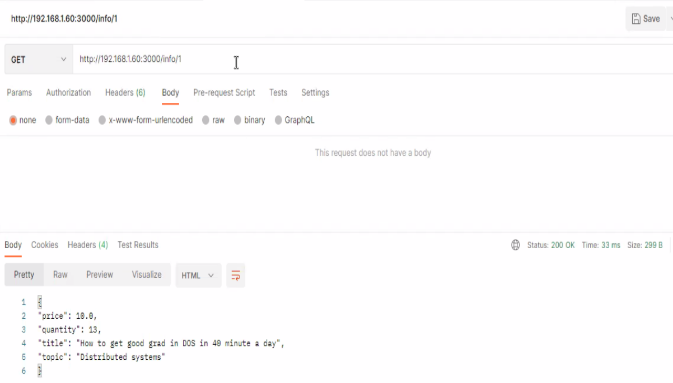 http://192.168.1.60:3000/info/1
Save
GET
http://192.168.1.60:3000/info/1
Params Authorization Headers (6) Body Pre-request Script Tests Settings
none form-data x-www-form-urlencoded raw binary GraphQL
This request does not have a body
Body Cookies Headers (4) Test Results Status: 200 OK Time: 33 ms Size: 299 B
Pretty Raw Preview Visualize HTML
1 {
2 "price": 10.0,
3 "quantity": 13,
4 "title": "How to get good grad in DOS in 40 minute a day",
5 "topic": "Distributed systems"
6 }